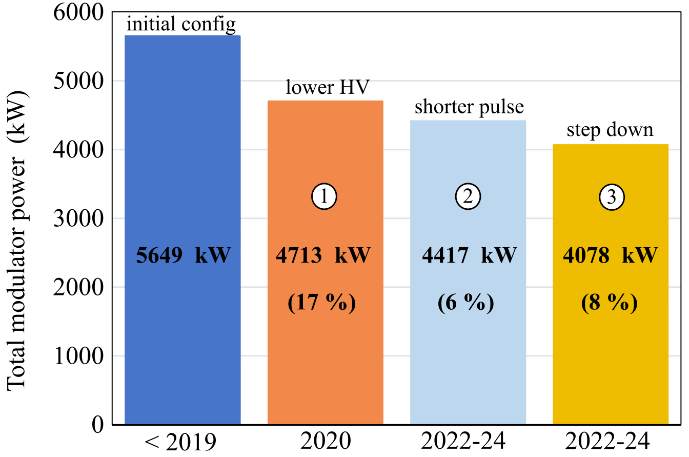 Total modulator power (kW)
6000
5000
4000
3000
2000
1000
0
initial config
5649 kW
< 2019
lower HV
1
4713 kW
(17 %)
2020
shorter pulse
2
4417 kW
(6 %)
2022-24
step down
3
4078 kW
(8 %)
2022-24